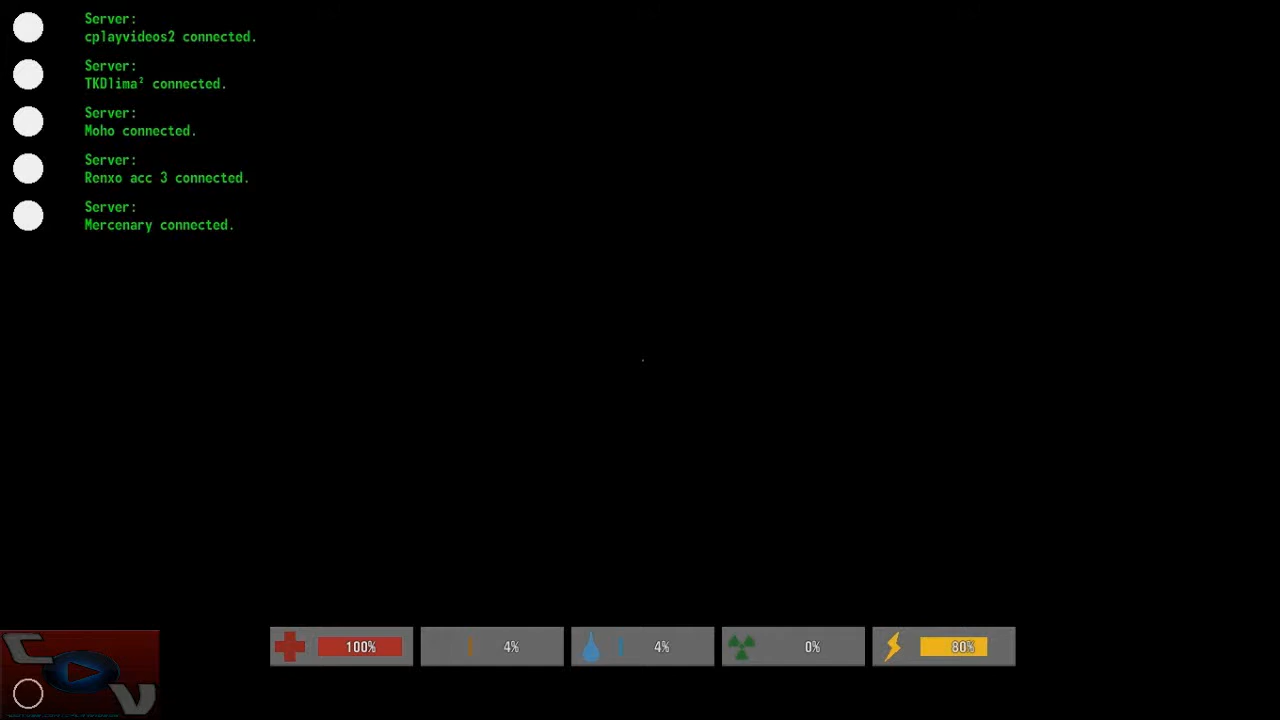 Server:
cplayvideos2 connected.
Server:
TKDlima² connected.
Server:
Moho connected.
Server:
Renxo acc 3 connected.
Server:
Mercenary connected.
100% 4% 4% 0% 80%